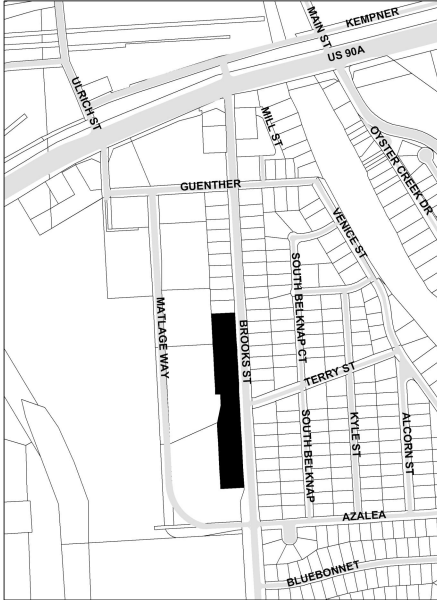 KEMPNER
MAIN ST
US 90A
ULRICH ST
MILL ST
OYSTER CREEK DR
GUENTHER
VENICE ST
SOUTH BELKNAP CT
MATLAGE WAY
BROOKS ST
TERRY ST
SOUTH BELKNAP
KYLE ST
ALCORN ST
AZALEA
BLUEBONNET